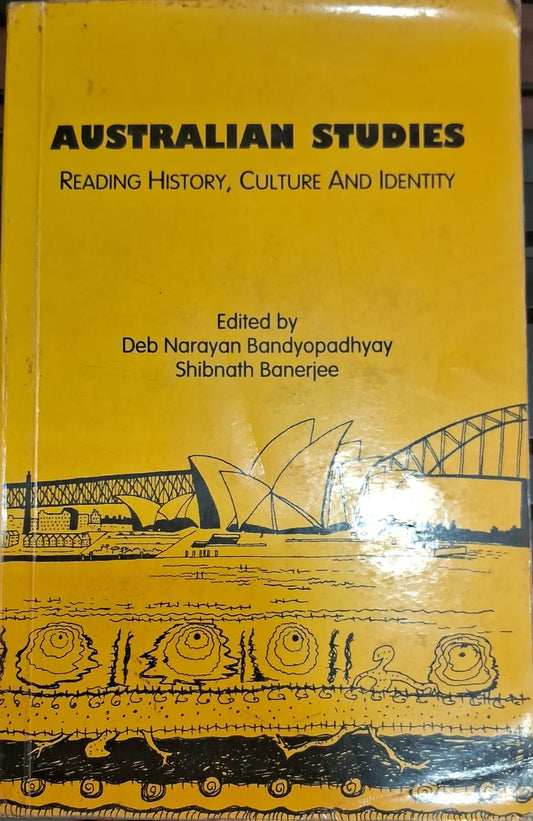 AUSTRALIAN STUDIES
READING HISTORY, CULTURE AND IDENTITY
Edited by
Deb Narayan Bandyopadhyay
Shibnath Banerjee